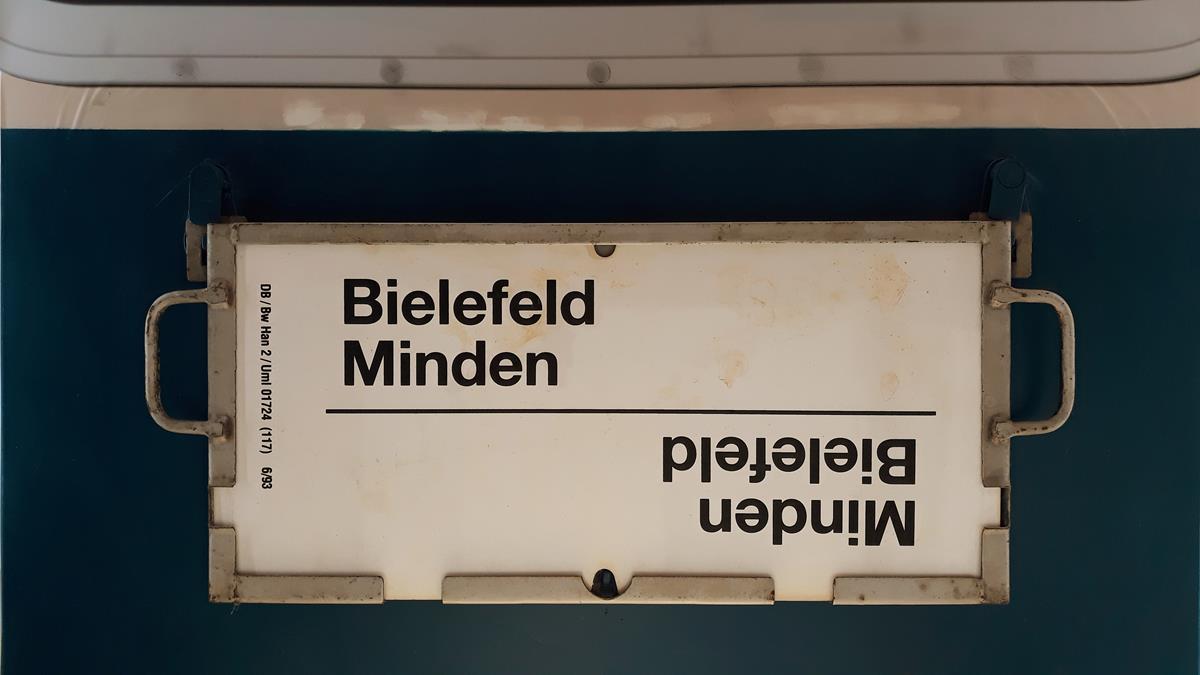 Bielefeld
Minden
Minden
Bielefeld
DB / Bw Han 2 / Uml 01724 (117) 6/93